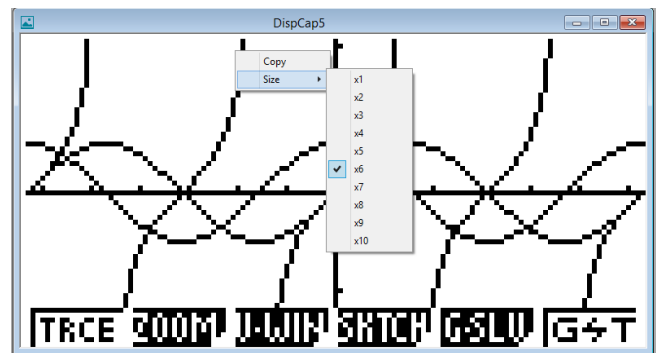 DispCap5
Copy
Size
x1
x2
x3
x4
x5
x6
x7
x8
x9
x10
TRCE ZOOM V-WIN SKTCH G-SLV G↔T